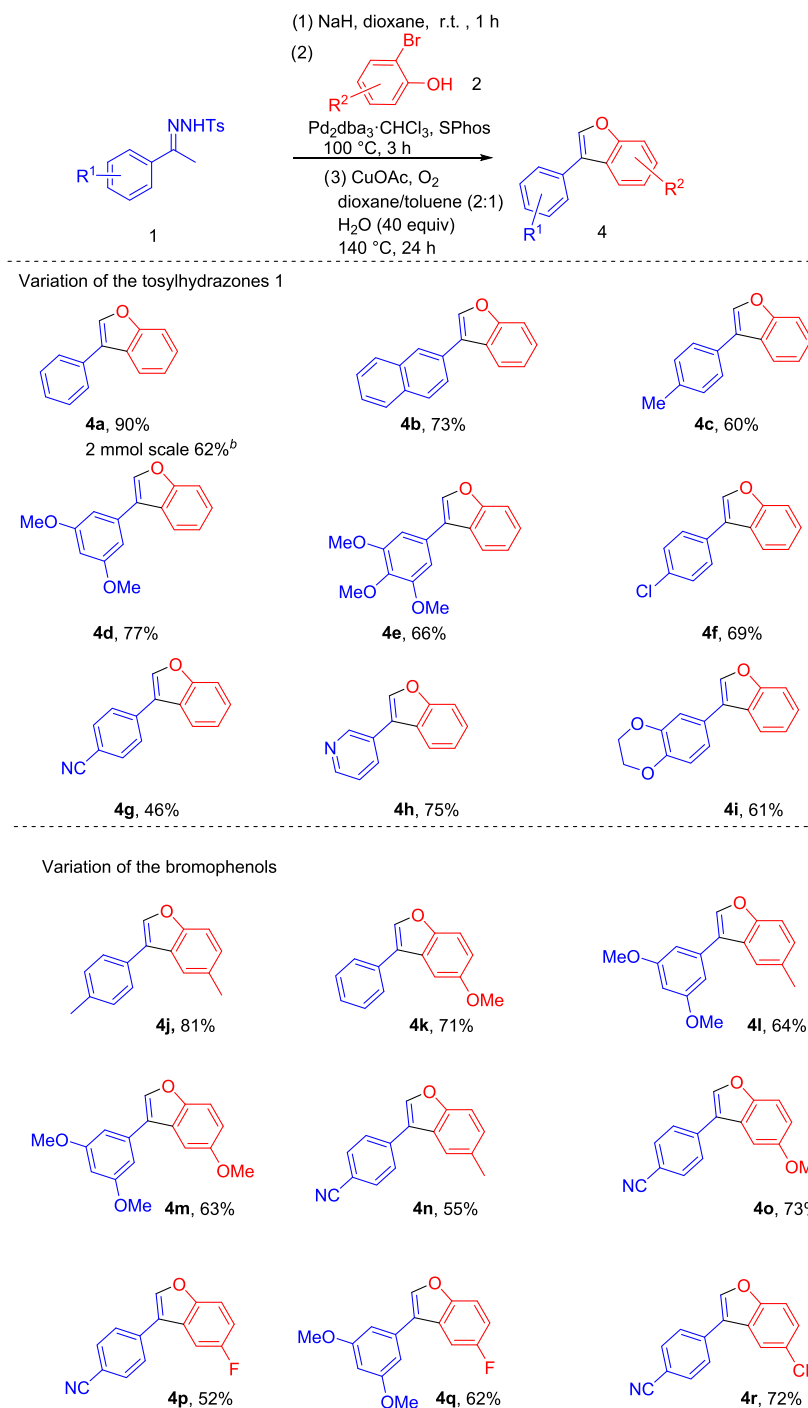 (1) NaH, dioxane, r.t. , 1 h
(2)
Br
OH
R2
2
NNHTs
R1
1
Pd2dba3·CHCl3, SPhos
100 °C, 3 h
(3) CuOAc, O2
dioxane/toluene (2:1)
H2O (40 equiv)
140 °C, 24 h
O
R2
R1
4
Variation of the tosylhydrazones 1
O
O
O
Me
4a, 90%
4b, 73%
4c, 60%
2 mmol scale 62%b
O
O
O
MeO
OMe
MeO
MeO
OMe
Cl
4d, 77%
4e, 66%
4f, 69%
O
O
O
NC
N
O
O
4g, 46%
4h, 75%
4i, 61%
Variation of the bromophenols
O
O
O
OMe
MeO
OMe
4j, 81%
4k, 71%
4l, 64%
O
O
O
MeO
OMe
OMe
NC
NC
4m, 63%
4n, 55%
4o, 73
O
O
O
NC
F
MeO
OMe
F
NC
Cl
4p, 52%
4q, 62%
4r, 72%